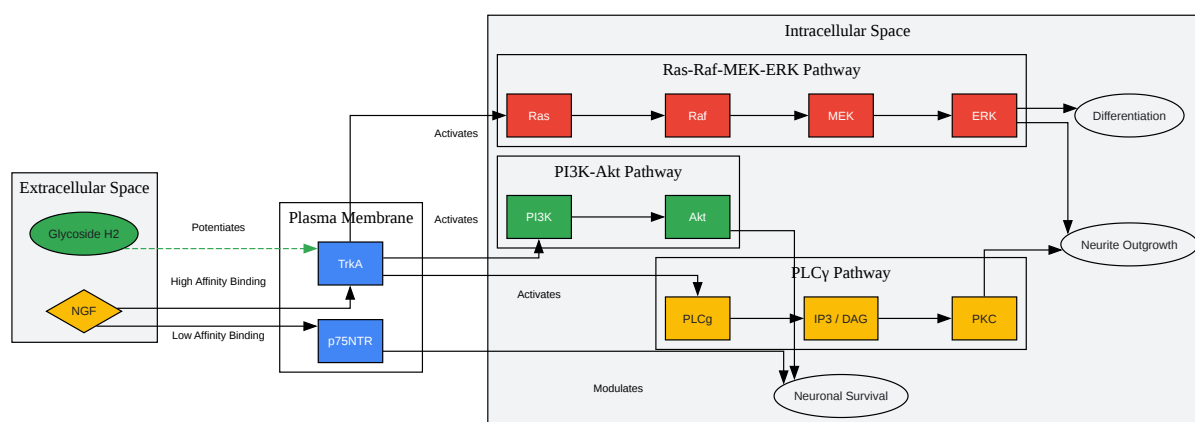 Intracellular Space
Ras-Raf-MEK-ERK Pathway
Ras
Raf
MEK
ERK
Differentiation
Activates
PI3K-Akt Pathway
PI3K
Akt
Activates
Extracellular Space
Glycoside H2
Potentiates
Plasma Membrane
TrkA
Neurite Outgrowth
High Affinity Binding
NGF
Low Affinity Binding
p75NTR
Activates
PLCγ Pathway
PLCg
IP3 / DAG
PKC
Modulates
Neuronal Survival